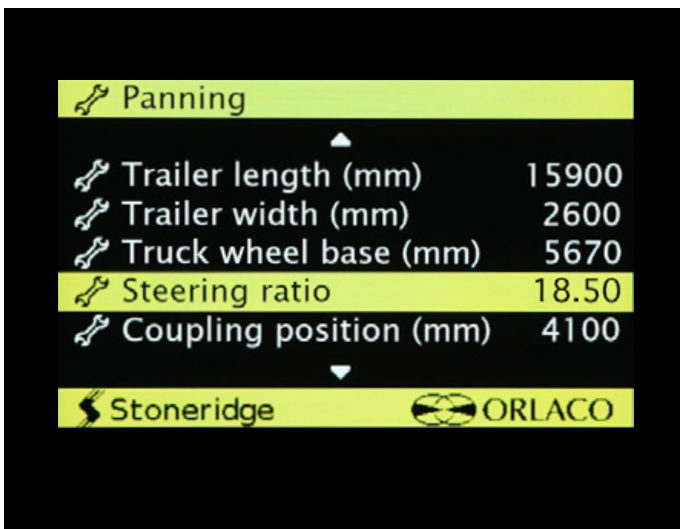 Panning
Trailer length (mm) 15900
Trailer width (mm) 2600
Truck wheel base (mm) 5670
Steering ratio 18.50
Coupling position (mm) 4100
Stoneridge ORLACO